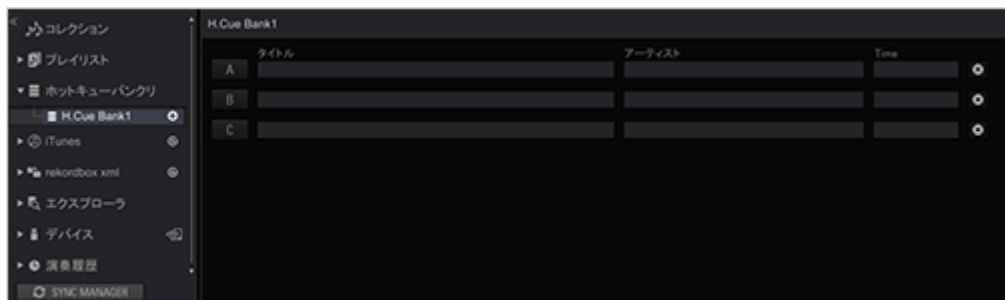 コレクション
プレイリスト
ホットキューバンクリ
H.Cue Bank1
iTunes
rekordbox xml
エクスプローラ
デバイス
演奏履歴
SYNC MANAGER
H.Cue Bank1
タイトル アーティスト Time
A
B
C